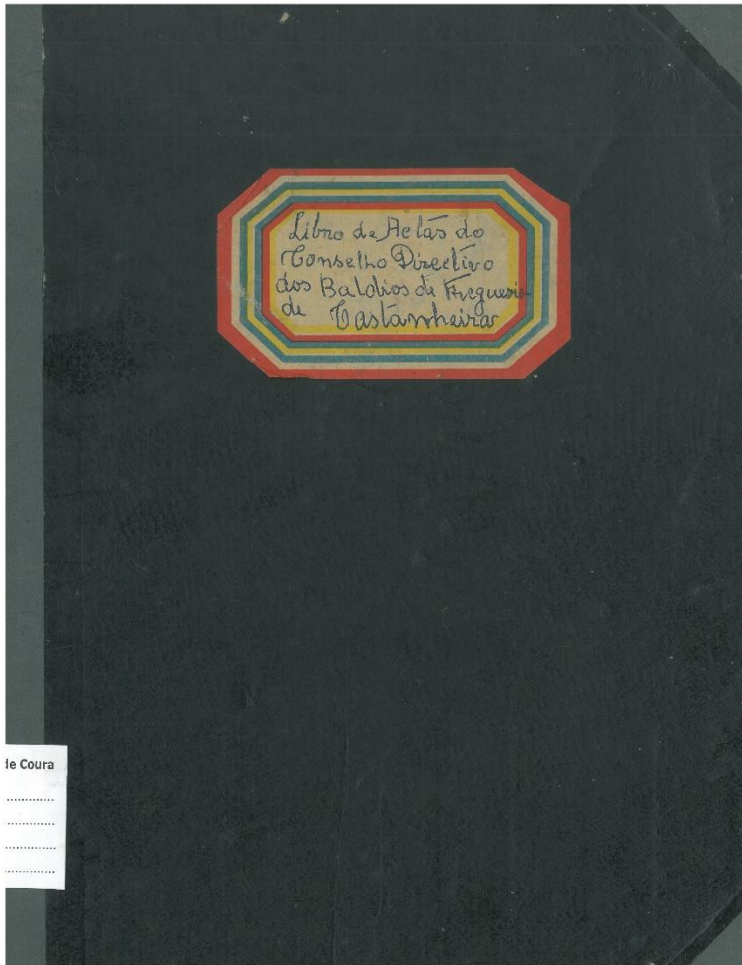 Libro de Actas do
Conselho Directivo
dos Baldios da Freguesia
de Castanheira
de Coura